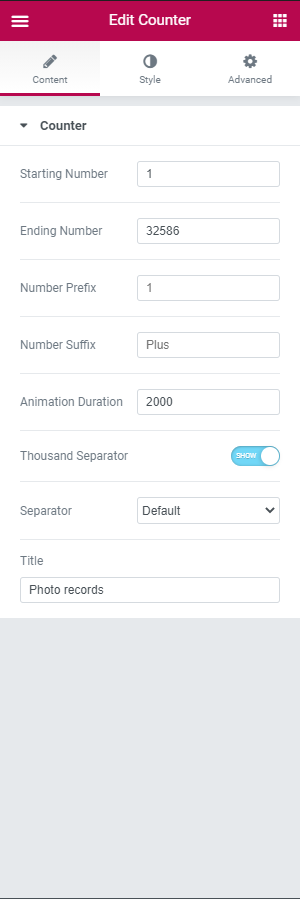 Edit Counter
Content Style Advanced
Counter
Starting Number 1
Ending Number 32586
Number Prefix 1
Number Suffix Plus
Animation Duration 2000
Thousand Separator SHOW
Separator Default
Title
Photo records